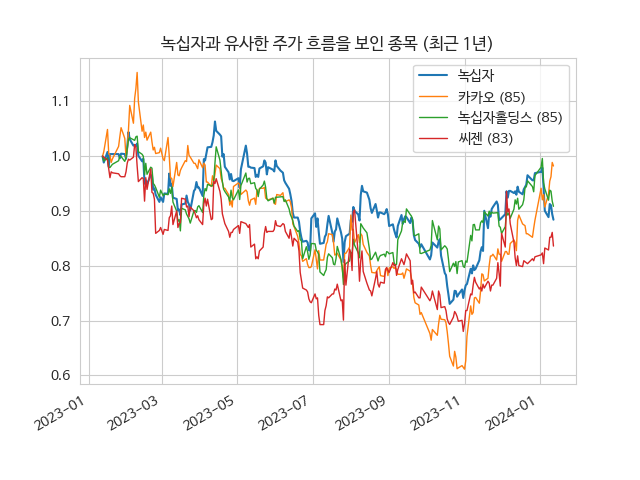 녹십자과 유사한 주가 흐름을 보인 종목 (최근 1년)
녹십자
카카오 (85)
녹십자홀딩스 (85)
씨젠 (83)
1.1
1.0
0.9
0.8
0.7
0.6
2023-01
2023-03
2023-05
2023-07
2023-09
2023-11
2024-01